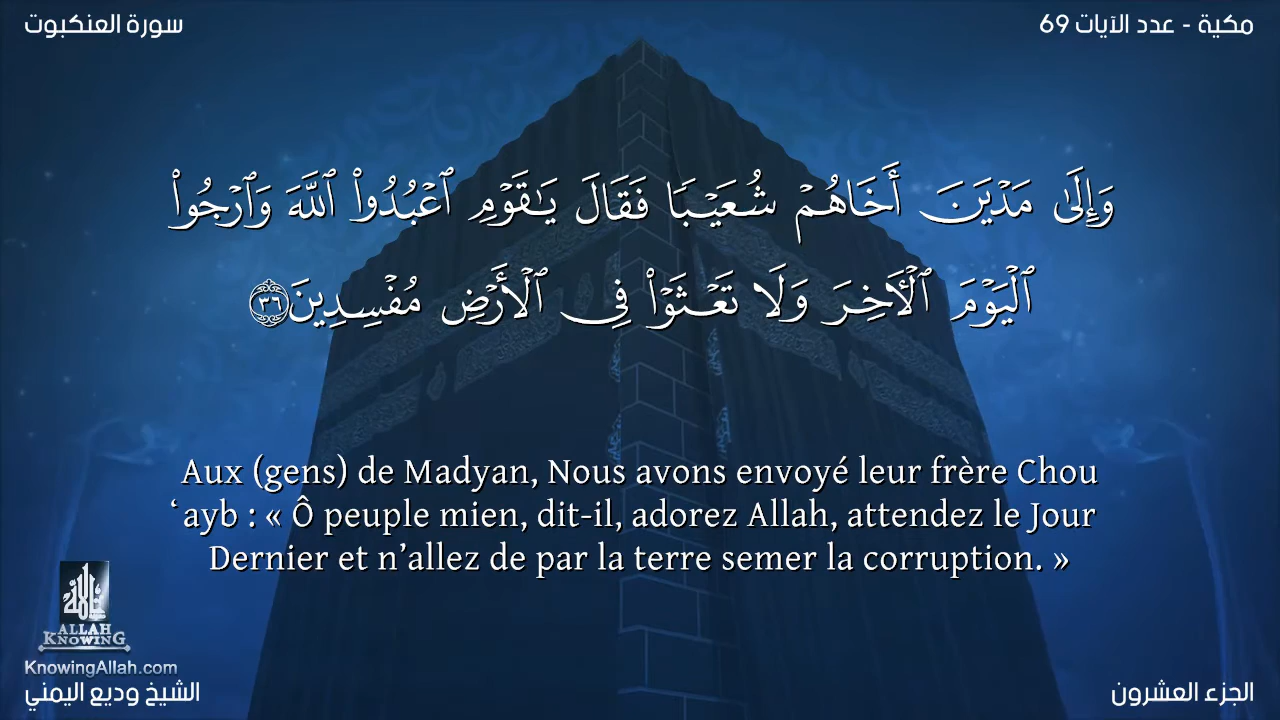 مكية - عدد الآيات 69
سورة العنكبوت
وَإِلَىٰ مَدْيَنَ أَخَاهُمْ شُعَيْبًا فَقَالَ يَٰقَوْمِ ٱعْبُدُوا۟ ٱللَّهَ وَٱرْجُوا۟
ٱلْيَوْمَ ٱلْءَاخِرَ وَلَا تَعْثَوْا۟ فِى ٱلْأَرْضِ مُفْسِدِينَ ٣٦
Aux (gens) de Madyan, Nous avons envoyé leur frère Chou
‘ayb : « Ô peuple mien, dit-il, adorez Allah, attendez le Jour
Dernier et n’allez de par la terre semer la corruption. »
ALLAH
KNOWING
KnowingAllah.com
الشيخ وديع اليمني
الجزء العشرون